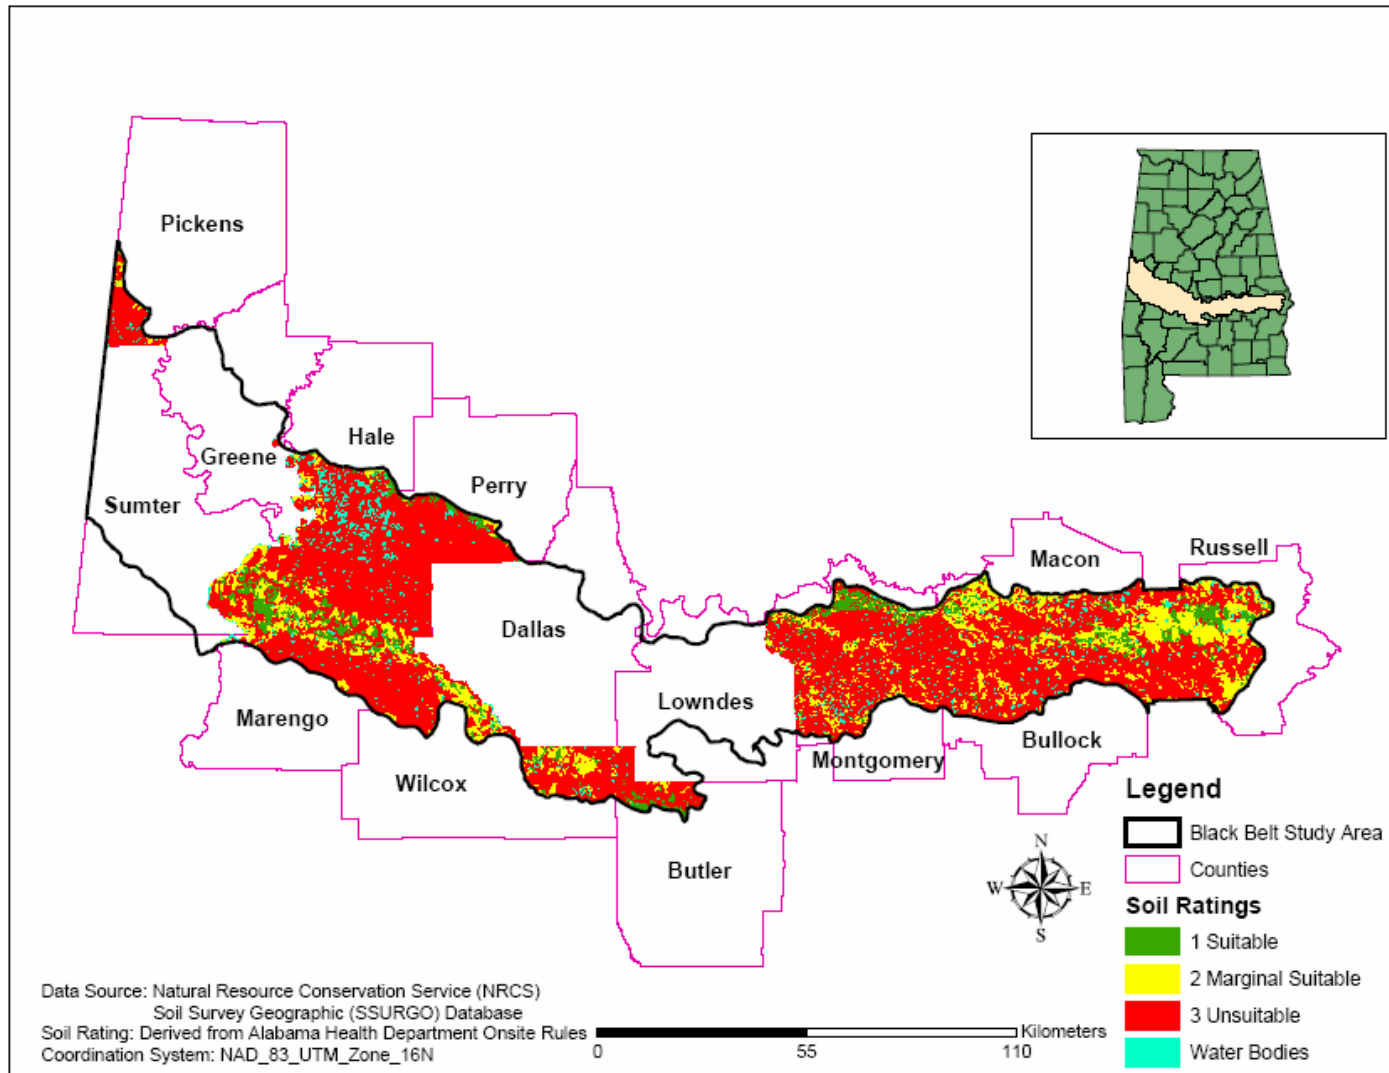 Pickens
Hale
Greene
Perry
Sumter
Macon
Russell
Dallas
Lowndes
Marengo
Bullock
Montgomery
Wilcox
Butler
N
W
E
S
Legend
Black Belt Study Area
Counties
Soil Ratings
1 Suitable
2 Marginal Suitable
3 Unsuitable
Water Bodies
Data Source: Natural Resource Conservation Service (NRCS)
Soil Survey Geographic (SSURGO) Database
Soil Rating: Derived from Alabama Health Department Onsite Rules
Coordination System: NAD_83_UTM_Zone_16N
Kilometers
0 55 110